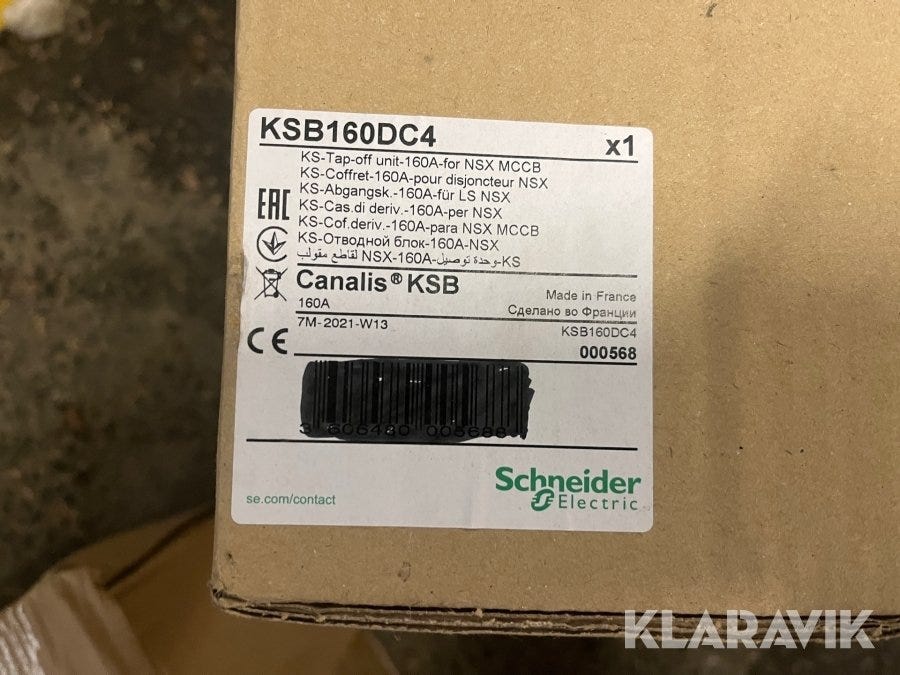 KSB160DC4
x1
KS-Tap-off unit-160A-for NSX MCCB
KS-Coffret-160A-pour disjoncteur NSX
KS-Abgangsk.-160A-für LS NSX
KS-Cas.di deriv.-160A-per NSX
KS-Cof.deriv.-160A-para NSX MCCB
KS-Отводной блок-160A-NSX
KS-وحدة توصيل-160A-NSX لقاطع مقولب
EAC
Canalis® KSB
160A
Made in France
Сделано во Франции
7M-2021-W13
KSB160DC4
CE
000568
Schneider
Electric
se.com/contact
KLARAVIK